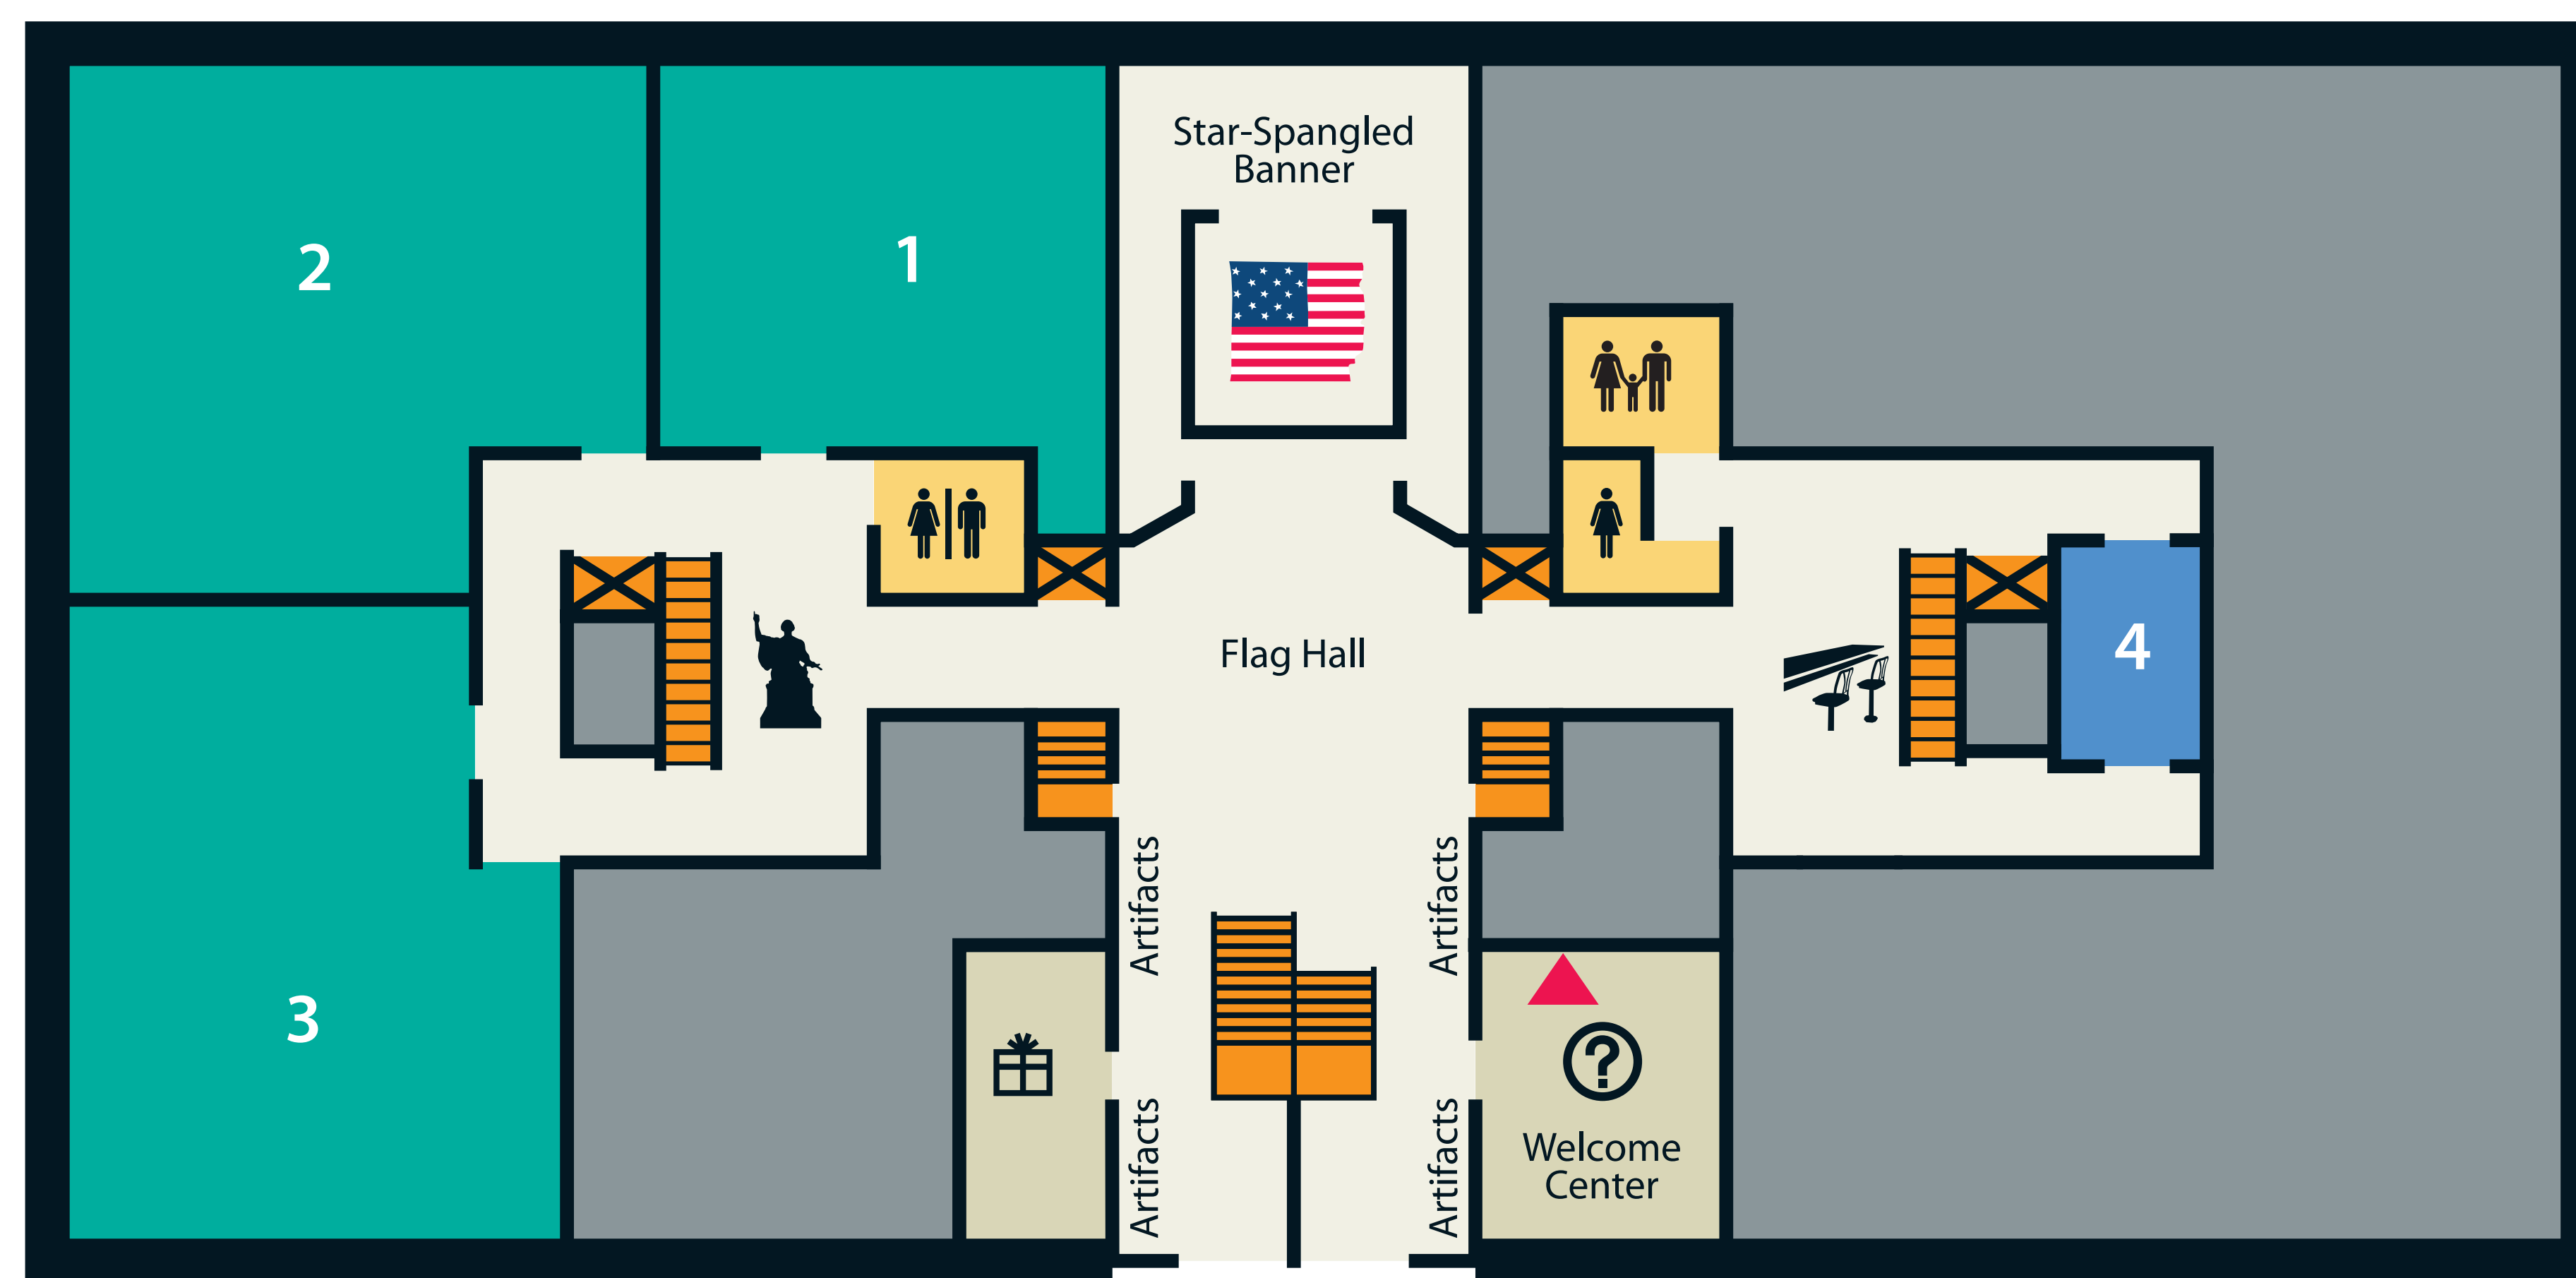 Star-Spangled
Banner
2
1
Flag Hall
4
Artifacts
Artifacts
3
?
Artifacts
Artifacts
Welcome
Center